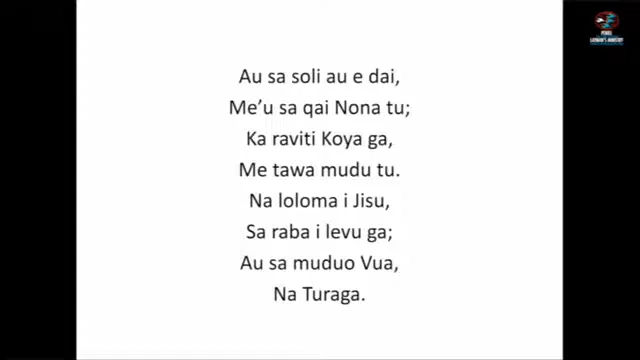 Au sa soli au e dai,
Me’u sa qai Nona tu;
Ka raviti Koya ga,
Me tawa mudu tu.
Na loloma i Jisu,
Sa raba i levu ga;
Au sa muduo Vua,
Na Turaga.